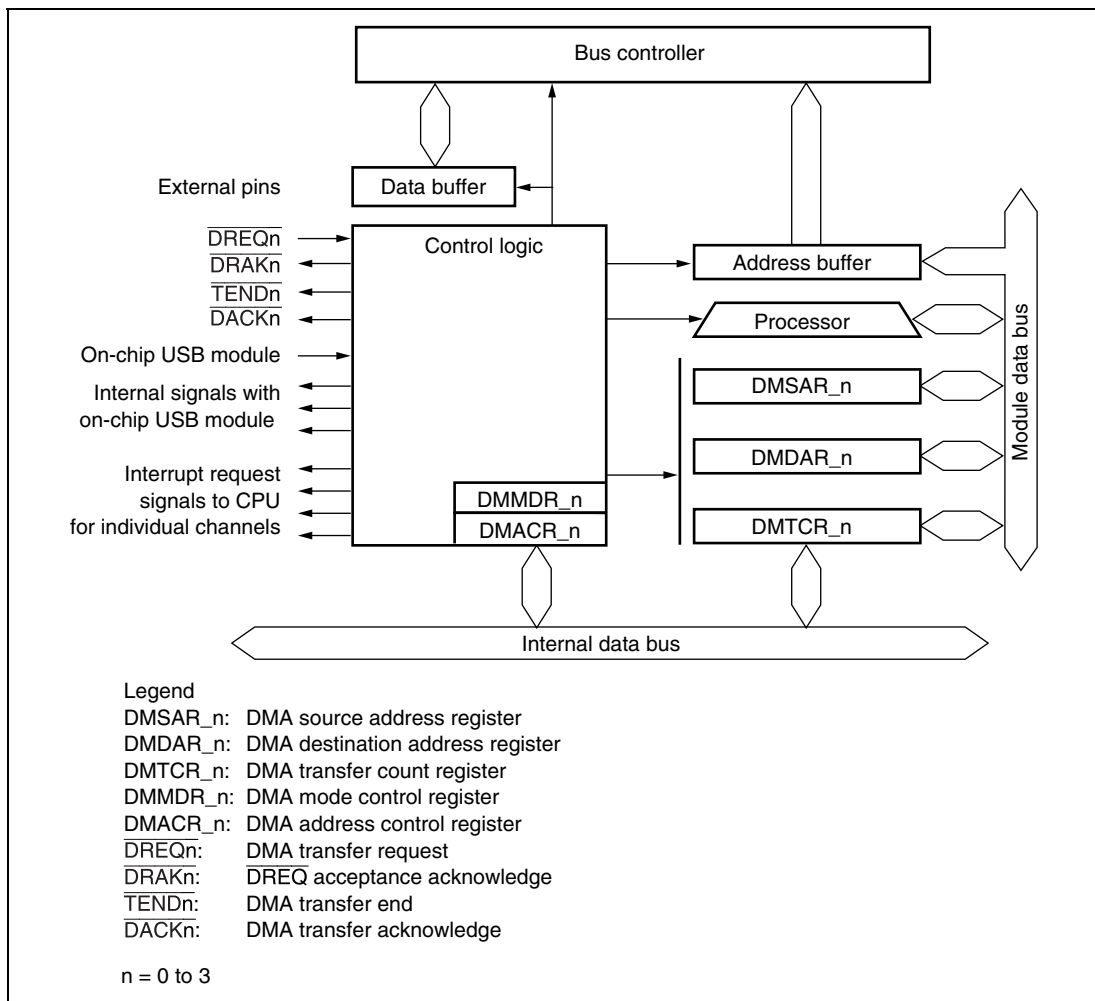 Bus controller
External pins
Data buffer
DREQn
Control logic
DRAKn
Address buffer
TENDn
DACKn
Processor
On-chip USB module
Internal signals with
on-chip USB module
DMSAR_n
DMDAR_n
Module data bus
Interrupt request
signals to CPU
for individual channels
DMMDR_n
DMACR_n
DMTCR_n
Internal data bus
Legend
DMSAR_n: DMA source address register
DMDAR_n: DMA destination address register
DMTCR_n: DMA transfer count register
DMMDR_n: DMA mode control register
DMACR_n: DMA address control register
DREQn: DMA transfer request
DRAKn: DREQ acceptance acknowledge
TENDn: DMA transfer end
DACKn: DMA transfer acknowledge
n = 0 to 3